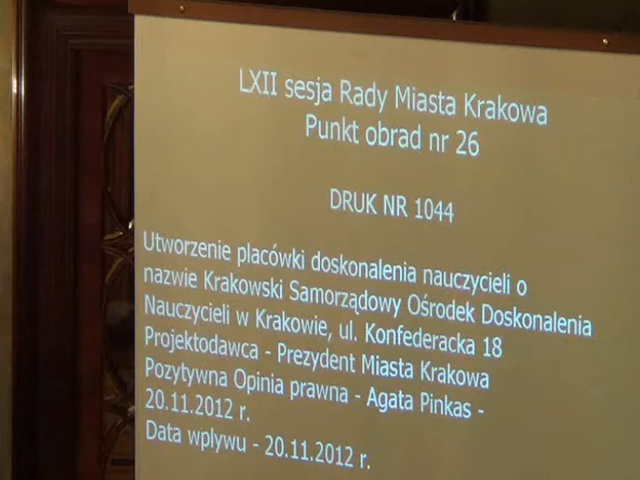 LXII sesja Rady Miasta Krakowa
Punkt obrad nr 26
DRUK NR 1044
Utworzenie placówki doskonalenia nauczycieli o
nazwie Krakowski Samorządowy Ośrodek Doskonalenia
Nauczycieli w Krakowie, ul. Konfederacka 18
Projektodawca - Prezydent Miasta Krakowa
Pozytywna Opinia prawna - Agata Pinkas -
20.11.2012 r.
Data wpływu - 20.11.2012 r.